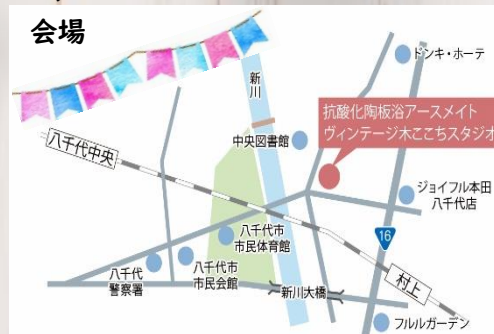 会場
ドンキ・ホーテ
新川
抗酸化陶板浴アースメイト
ヴィンテージ木ここちスタジオ
中央図書館
八千代中央
ジョイフル本田
八千代店
八千代市
市民体育館
16
八千代市
市民会館
八千代
警察署
新川大橋
村上
フルルガーデン